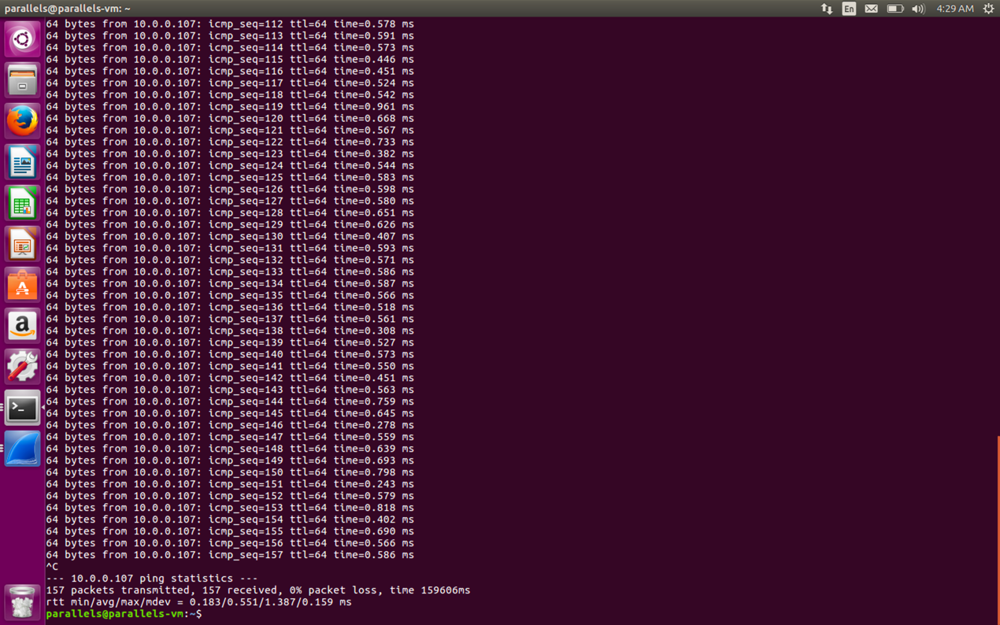 parallels@parallels-vm: ~ En 4:29 AM
64 bytes from 10.0.0.107: icmp_seq=112 ttl=64 time=0.578 ms
64 bytes from 10.0.0.107: icmp_seq=113 ttl=64 time=0.591 ms
64 bytes from 10.0.0.107: icmp_seq=114 ttl=64 time=0.573 ms
64 bytes from 10.0.0.107: icmp_seq=115 ttl=64 time=0.446 ms
64 bytes from 10.0.0.107: icmp_seq=116 ttl=64 time=0.451 ms
64 bytes from 10.0.0.107: icmp_seq=117 ttl=64 time=0.524 ms
64 bytes from 10.0.0.107: icmp_seq=118 ttl=64 time=0.542 ms
64 bytes from 10.0.0.107: icmp_seq=119 ttl=64 time=0.961 ms
64 bytes from 10.0.0.107: icmp_seq=120 ttl=64 time=0.668 ms
64 bytes from 10.0.0.107: icmp_seq=121 ttl=64 time=0.567 ms
64 bytes from 10.0.0.107: icmp_seq=122 ttl=64 time=0.733 ms
64 bytes from 10.0.0.107: icmp_seq=123 ttl=64 time=0.382 ms
64 bytes from 10.0.0.107: icmp_seq=124 ttl=64 time=0.544 ms
64 bytes from 10.0.0.107: icmp_seq=125 ttl=64 time=0.583 ms
64 bytes from 10.0.0.107: icmp_seq=126 ttl=64 time=0.598 ms
64 bytes from 10.0.0.107: icmp_seq=127 ttl=64 time=0.580 ms
64 bytes from 10.0.0.107: icmp_seq=128 ttl=64 time=0.651 ms
64 bytes from 10.0.0.107: icmp_seq=129 ttl=64 time=0.626 ms
64 bytes from 10.0.0.107: icmp_seq=130 ttl=64 time=0.407 ms
64 bytes from 10.0.0.107: icmp_seq=131 ttl=64 time=0.593 ms
64 bytes from 10.0.0.107: icmp_seq=132 ttl=64 time=0.571 ms
64 bytes from 10.0.0.107: icmp_seq=133 ttl=64 time=0.586 ms
64 bytes from 10.0.0.107: icmp_seq=134 ttl=64 time=0.587 ms
64 bytes from 10.0.0.107: icmp_seq=135 ttl=64 time=0.566 ms
64 bytes from 10.0.0.107: icmp_seq=136 ttl=64 time=0.518 ms
64 bytes from 10.0.0.107: icmp_seq=137 ttl=64 time=0.561 ms
64 bytes from 10.0.0.107: icmp_seq=138 ttl=64 time=0.308 ms
64 bytes from 10.0.0.107: icmp_seq=139 ttl=64 time=0.527 ms
64 bytes from 10.0.0.107: icmp_seq=140 ttl=64 time=0.573 ms
64 bytes from 10.0.0.107: icmp_seq=141 ttl=64 time=0.550 ms
64 bytes from 10.0.0.107: icmp_seq=142 ttl=64 time=0.451 ms
64 bytes from 10.0.0.107: icmp_seq=143 ttl=64 time=0.563 ms
64 bytes from 10.0.0.107: icmp_seq=144 ttl=64 time=0.759 ms
64 bytes from 10.0.0.107: icmp_seq=145 ttl=64 time=0.645 ms
64 bytes from 10.0.0.107: icmp_seq=146 ttl=64 time=0.278 ms
64 bytes from 10.0.0.107: icmp_seq=147 ttl=64 time=0.559 ms
64 bytes from 10.0.0.107: icmp_seq=148 ttl=64 time=0.639 ms
64 bytes from 10.0.0.107: icmp_seq=149 ttl=64 time=0.693 ms
64 bytes from 10.0.0.107: icmp_seq=150 ttl=64 time=0.798 ms
64 bytes from 10.0.0.107: icmp_seq=151 ttl=64 time=0.243 ms
64 bytes from 10.0.0.107: icmp_seq=152 ttl=64 time=0.579 ms
64 bytes from 10.0.0.107: icmp_seq=153 ttl=64 time=0.818 ms
64 bytes from 10.0.0.107: icmp_seq=154 ttl=64 time=0.402 ms
64 bytes from 10.0.0.107: icmp_seq=155 ttl=64 time=0.690 ms
64 bytes from 10.0.0.107: icmp_seq=156 ttl=64 time=0.566 ms
64 bytes from 10.0.0.107: icmp_seq=157 ttl=64 time=0.586 ms
^C
--- 10.0.0.107 ping statistics ---
157 packets transmitted, 157 received, 0% packet loss, time 159606ms
rtt min/avg/max/mdev = 0.183/0.551/1.387/0.159 ms
parallels@parallels-vm:~$